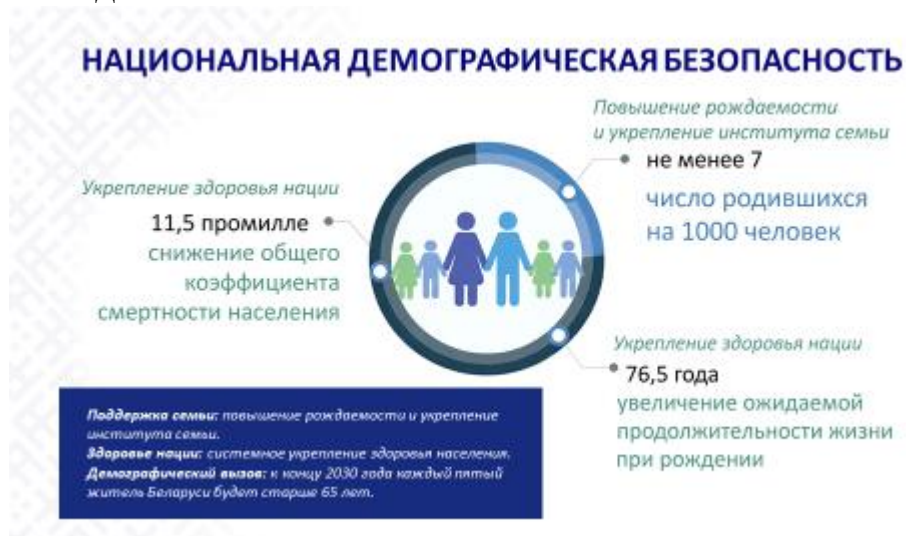 НАЦИОНАЛЬНАЯ ДЕМОГРАФИЧЕСКАЯ БЕЗОПАСНОСТЬ
Повышение рождаемости
и укрепление института семьи
не менее 7
число родившихся
на 1000 человек
Укрепление здоровья нации
11,5 промилле
снижение общего
коэффициента
смертности населения
Укрепление здоровья нации
76,5 года
увеличение ожидаемой
продолжительности жизни
при рождении
Поддержка семьи: повышение рождаемости и укрепление
института семьи.
Здоровье нации: системное укрепление здоровья населения.
Демографический вызов: к концу 2030 года каждый пятый
житель Беларуси будет старше 65 лет.